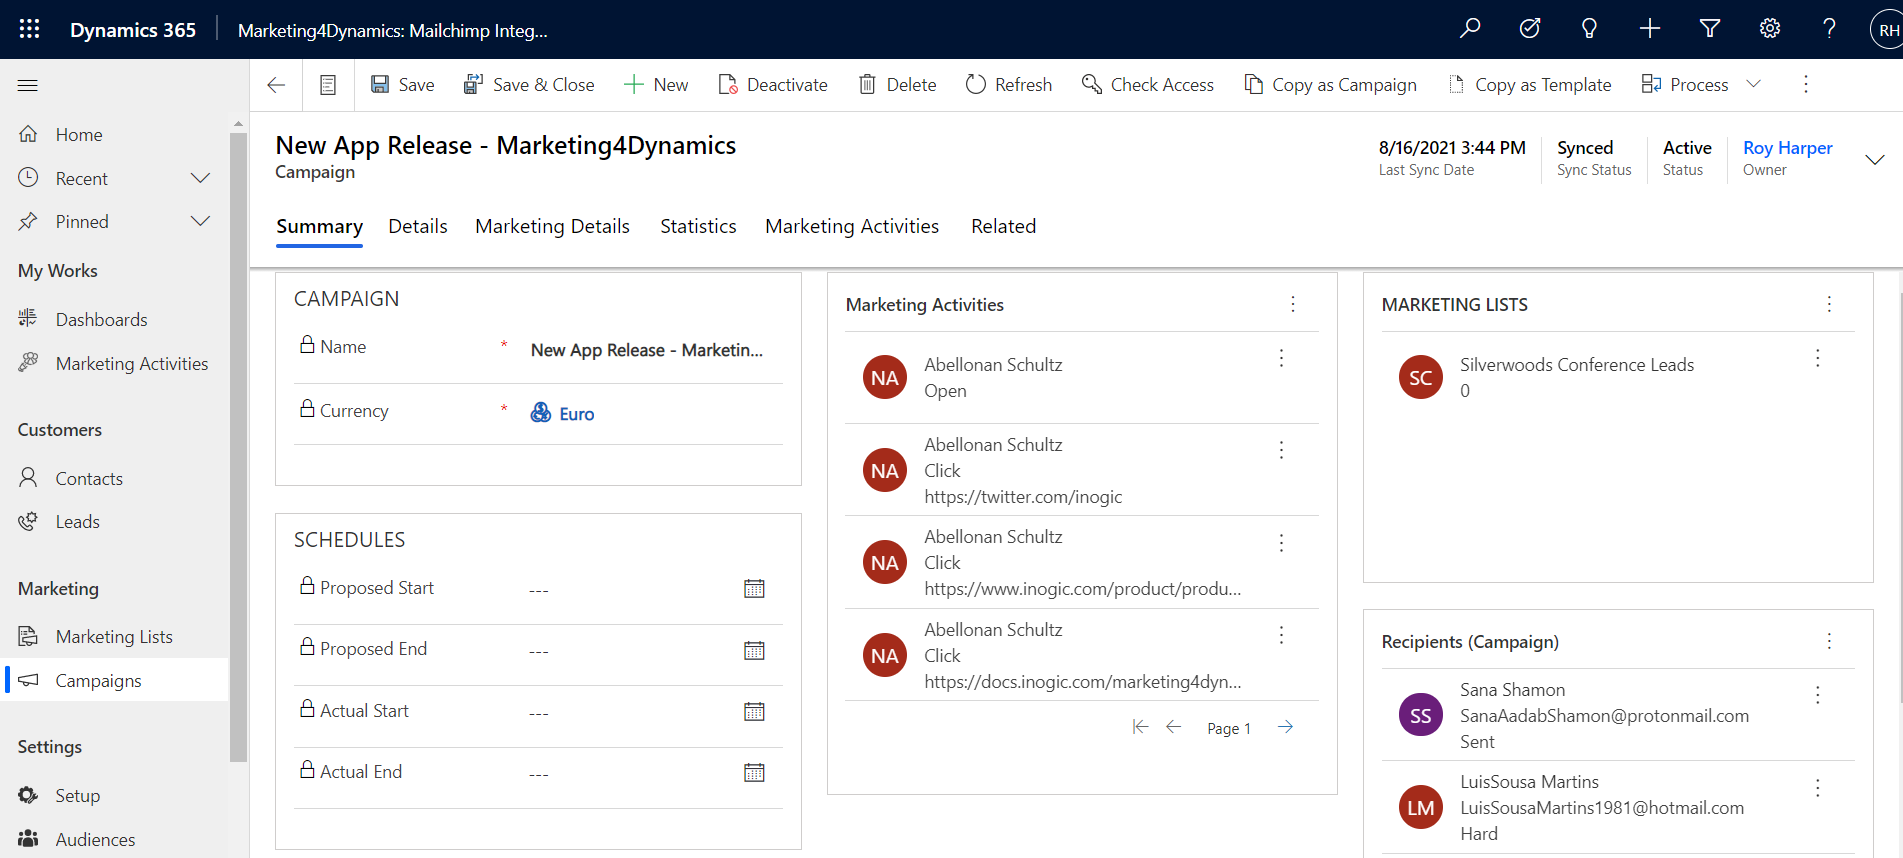 Dynamics 365
Marketing4Dynamics: Mailchimp Integ...
RH
Save
Save & Close
New
Deactivate
Delete
Refresh
Check Access
Copy as Campaign
Copy as Template
Process
Home
Recent
Pinned
My Works
Dashboards
Marketing Activities
Customers
Contacts
Leads
Marketing
Marketing Lists
Campaigns
Settings
Setup
Audiences
New App Release - Marketing4Dynamics
Campaign
8/16/2021 3:44 PM
Last Sync Date
Synced
Sync Status
Active
Status
Roy Harper
Owner
Summary
Details
Marketing Details
Statistics
Marketing Activities
Related
CAMPAIGN
Name * New App Release - Marketin...
Currency * Euro
SCHEDULES
Proposed Start ---
Proposed End ---
Actual Start ---
Actual End ---
Marketing Activities
NA
Abellonan Schultz
Open
NA
Abellonan Schultz
Click
https://twitter.com/inogic
NA
Abellonan Schultz
Click
https://www.inogic.com/product/produ...
NA
Abellonan Schultz
Click
https://docs.inogic.com/marketing4dyn...
Page 1
MARKETING LISTS
SC
Silverwoods Conference Leads
0
Recipients (Campaign)
SS
Sana Shamon
SanaAadabShamon@protonmail.com
Sent
LM
LuisSousa Martins
LuisSousaMartins1981@hotmail.com
Hard